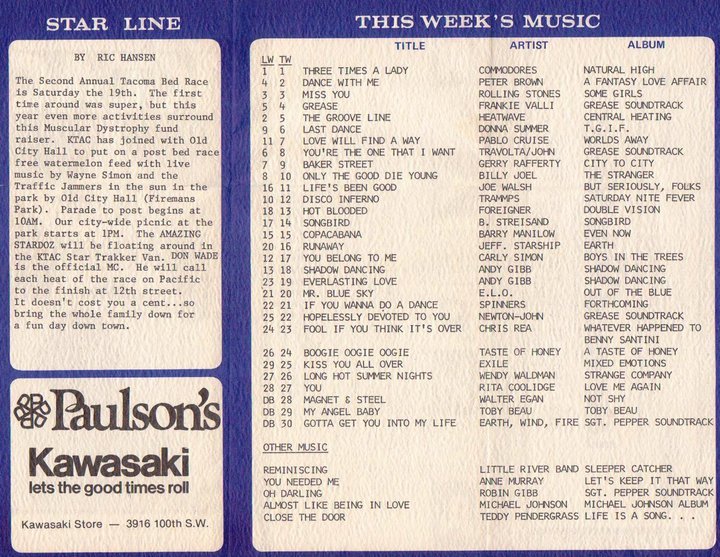 STAR LINE
BY RIC HANSEN
The Second Annual Tacoma Bed Race
is Saturday the 19th. The first
time around was super, but this
year even more activities surround
this Muscular Dystrophy fund
raiser. KTAC has joined with Old
City Hall to put on a post bed race
free watermelon feed with live
music by Wayne Simon and the
Traffic Jammers in the sun in the
park by Old City Hall (Firemans
Park). Parade to post begins at
10AM. Our city-wide picnic at the
park starts at 1PM. The AMAZING
STARDOZ will be floating around in
the KTAC Star Trakker Van. DON WADE
is the official MC. He will call
each heat of the race on Pacific
to the finish at 12th street.
It doesn't cost you a cent...so
bring the whole family down for
a fun day down town.
Paulson's
Kawasaki
lets the good times roll
Kawasaki Store — 3916 100th S.W.
THIS WEEK'S MUSIC
TITLE ARTIST ALBUM
LW TW
1 1 THREE TIMES A LADY COMMODORES NATURAL HIGH
4 2 DANCE WITH ME PETER BROWN A FANTASY LOVE AFFAIR
3 3 MISS YOU ROLLING STONES SOME GIRLS
5 4 GREASE FRANKIE VALLI GREASE SOUNDTRACK
2 5 THE GROOVE LINE HEATWAVE CENTRAL HEATING
9 6 LAST DANCE DONNA SUMMER T.G.I.F.
11 7 LOVE WILL FIND A WAY PABLO CRUISE WORLDS AWAY
6 8 YOU'RE THE ONE THAT I WANT TRAVOLTA/JOHN GREASE SOUNDTRACK
7 9 BAKER STREET GERRY RAFFERTY CITY TO CITY
8 10 ONLY THE GOOD DIE YOUNG BILLY JOEL THE STRANGER
16 11 LIFE'S BEEN GOOD JOE WALSH BUT SERIOUSLY, FOLKS
10 12 DISCO INFERNO TRAMMPS SATURDAY NITE FEVER
18 13 HOT BLOODED FOREIGNER DOUBLE VISION
17 14 SONGBIRD B. STREISAND SONGBIRD
15 15 COPACABANA BARRY MANILOW EVEN NOW
20 16 RUNAWAY JEFF. STARSHIP EARTH
12 17 YOU BELONG TO ME CARLY SIMON BOYS IN THE TREES
13 18 SHADOW DANCING ANDY GIBB SHADOW DANCING
23 19 EVERLASTING LOVE ANDY GIBB SHADOW DANCING
21 20 MR. BLUE SKY E.L.O. OUT OF THE BLUE
22 21 IF YOU WANNA DO A DANCE SPINNERS FORTHCOMING
25 22 HOPELESSLY DEVOTED TO YOU NEWTON-JOHN GREASE SOUNDTRACK
24 23 FOOL IF YOU THINK IT'S OVER CHRIS REA WHATEVER HAPPENED TO
BENNY SANTINI
26 24 BOOGIE OOGIE OOGIE TASTE OF HONEY A TASTE OF HONEY
29 25 KISS YOU ALL OVER EXILE MIXED EMOTIONS
27 26 LONG HOT SUMMER NIGHTS WENDY WALDMAN STRANGE COMPANY
28 27 YOU RITA COOLIDGE LOVE ME AGAIN
DB 28 MAGNET & STEEL WALTER EGAN NOT SHY
DB 29 MY ANGEL BABY TOBY BEAU TOBY BEAU
DB 30 GOTTA GET YOU INTO MY LIFE EARTH, WIND, FIRE SGT. PEPPER SOUNDTRACK
OTHER MUSIC
REMINISCING LITTLE RIVER BAND SLEEPER CATCHER
YOU NEEDED ME ANNE MURRAY LET'S KEEP IT THAT WAY
OH DARLING ROBIN GIBB SGT. PEPPER SOUNDTRACK
ALMOST LIKE BEING IN LOVE MICHAEL JOHNSON MICHAEL JOHNSON ALBUM
CLOSE THE DOOR TEDDY PENDERGRASS LIFE IS A SONG. . .